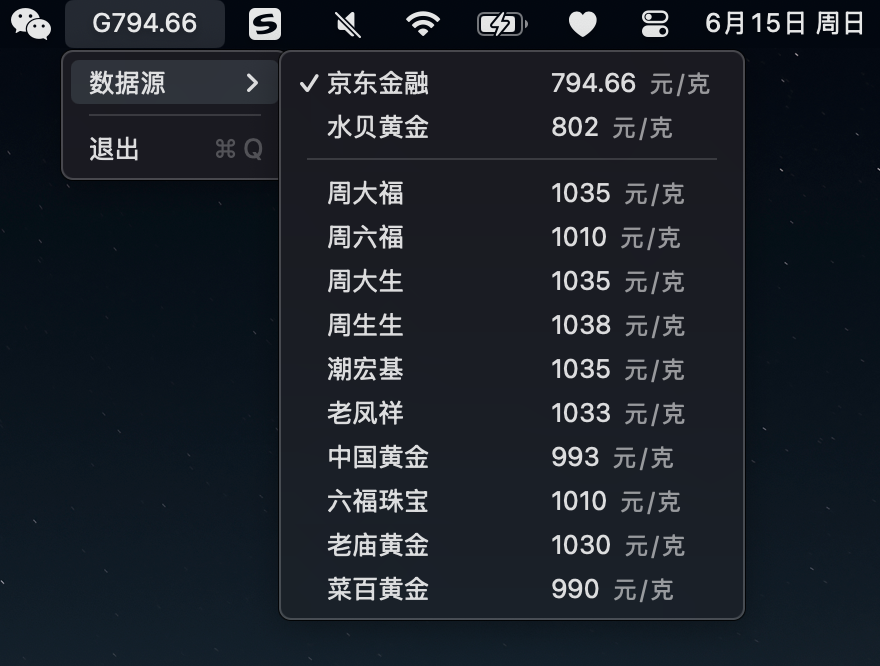 G794.66 6月15日 周日
数据源
退出 ⌘ Q
✓ 京东金融 794.66 元/克
水贝黄金 802 元/克
周大福 1035 元/克
周六福 1010 元/克
周大生 1035 元/克
周生生 1038 元/克
潮宏基 1035 元/克
老凤祥 1033 元/克
中国黄金 993 元/克
六福珠宝 1010 元/克
老庙黄金 1030 元/克
菜百黄金 990 元/克